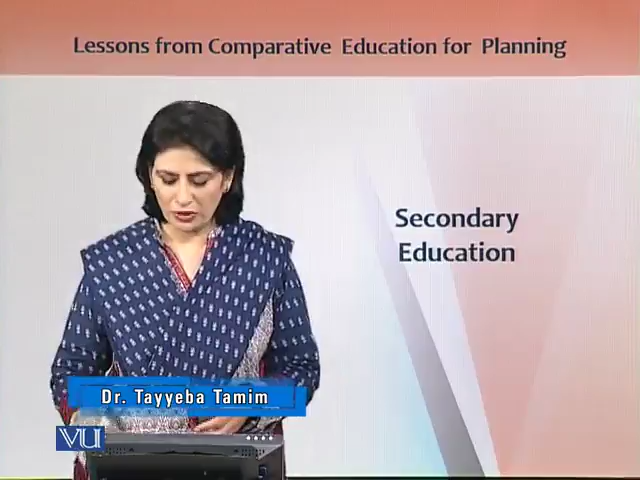 Lessons from Comparative Education for Planning
Secondary
Education
Dr. Tayyeba Tamim
VU